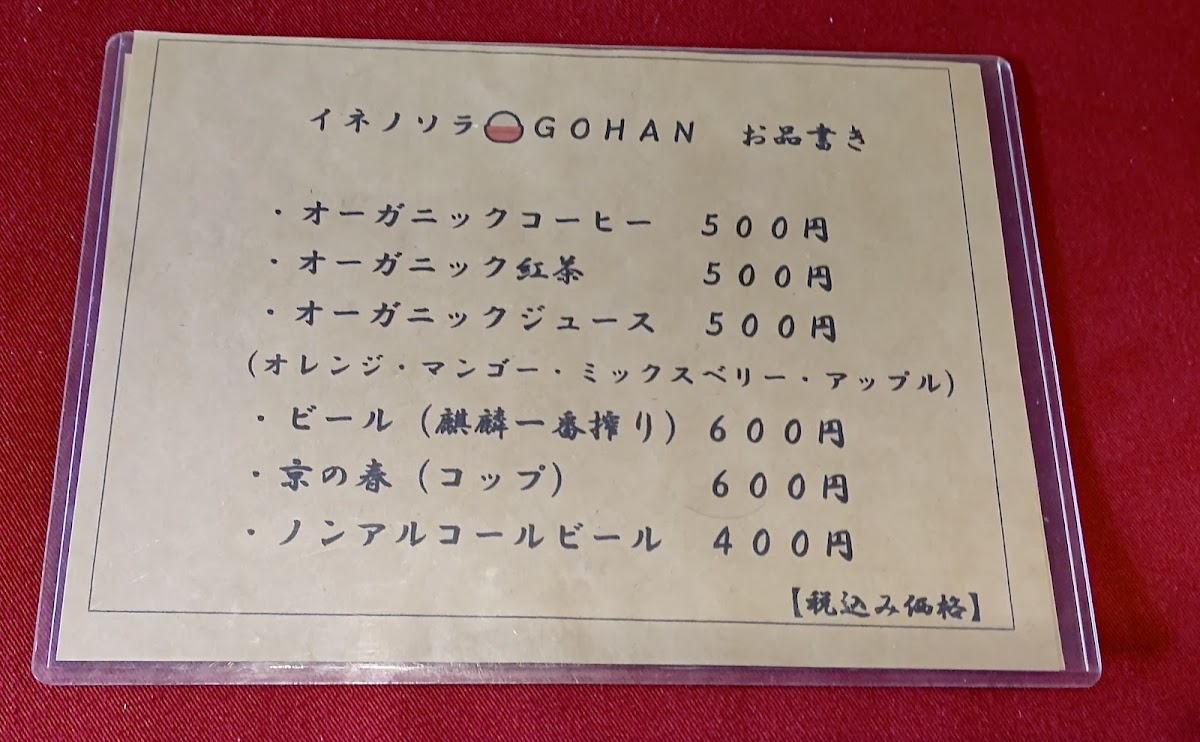 イネノソラ GOHAN お品書き
・オーガニックコーヒー 500円
・オーガニック紅茶 500円
・オーガニックジュース 500円
(オレンジ・マンゴー・ミックスベリー・アップル)
・ビール(麒麟一番搾り) 600円
・京の春(コップ) 600円
・ノンアルコールビール 400円
【税込み価格】